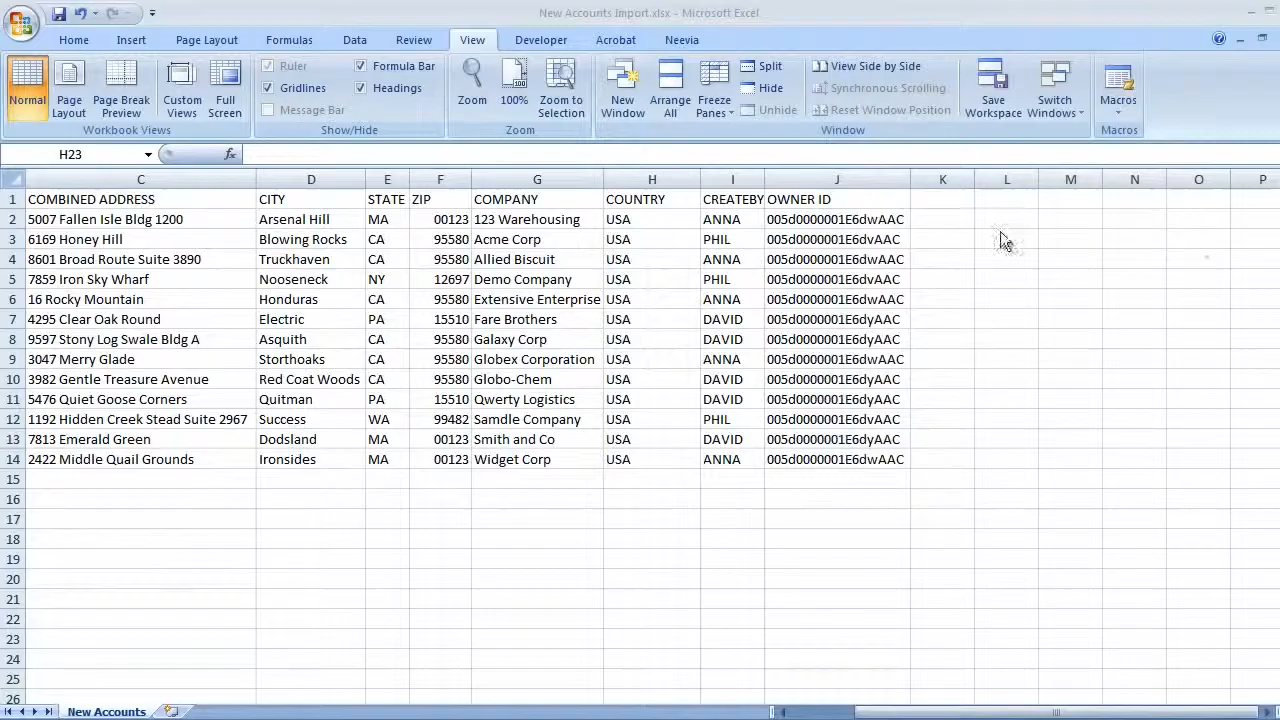 New Accounts Import.xlsx - Microsoft Excel
Home Insert Page Layout Formulas Data Review View Developer Acrobat Neevia
Normal Page Layout Page Break Preview Custom Views Full Screen
Workbook Views
Ruler Formula Bar
Gridlines Headings
Message Bar
Show/Hide
Zoom 100% Zoom to Selection
Zoom
New Window Arrange All Freeze Panes
Split View Side by Side
Hide Synchronous Scrolling
Unhide Reset Window Position
Save Workspace Switch Windows
Window
Macros
Macros
H23 fx
C D E F G H I J K L M N O P
1 COMBINED ADDRESS CITY STATE ZIP COMPANY COUNTRY CREATEBY OWNER ID
2 5007 Fallen Isle Bldg 1200 Arsenal Hill MA 00123 123 Warehousing USA ANNA 005d0000001E6dwAAC
3 6169 Honey Hill Blowing Rocks CA 95580 Acme Corp USA PHIL 005d0000001E6dvAAC
4 8601 Broad Route Suite 3890 Truckhaven CA 95580 Allied Biscuit USA ANNA 005d0000001E6dwAAC
5 7859 Iron Sky Wharf Nooseneck NY 12697 Demo Company USA PHIL 005d0000001E6dvAAC
6 16 Rocky Mountain Honduras CA 95580 Extensive Enterprise USA ANNA 005d0000001E6dwAAC
7 4295 Clear Oak Round Electric PA 15510 Fare Brothers USA DAVID 005d0000001E6dyAAC
8 9597 Stony Log Swale Bldg A Asquith CA 95580 Galaxy Corp USA DAVID 005d0000001E6dyAAC
9 3047 Merry Glade Storthoaks CA 95580 Globex Corporation USA ANNA 005d0000001E6dwAAC
10 3982 Gentle Treasure Avenue Red Coat Woods CA 95580 Globo-Chem USA DAVID 005d0000001E6dyAAC
11 5476 Quiet Goose Corners Quitman PA 15510 Qwerty Logistics USA DAVID 005d0000001E6dyAAC
12 1192 Hidden Creek Stead Suite 2967 Success WA 99482 Samdle Company USA PHIL 005d0000001E6dvAAC
13 7813 Emerald Green Dodsland MA 00123 Smith and Co USA DAVID 005d0000001E6dyAAC
14 2422 Middle Quail Grounds Ironsides MA 00123 Widget Corp USA ANNA 005d0000001E6dwAAC
15
16
17
18
19
20
21
22
23
24
25
26
New Accounts